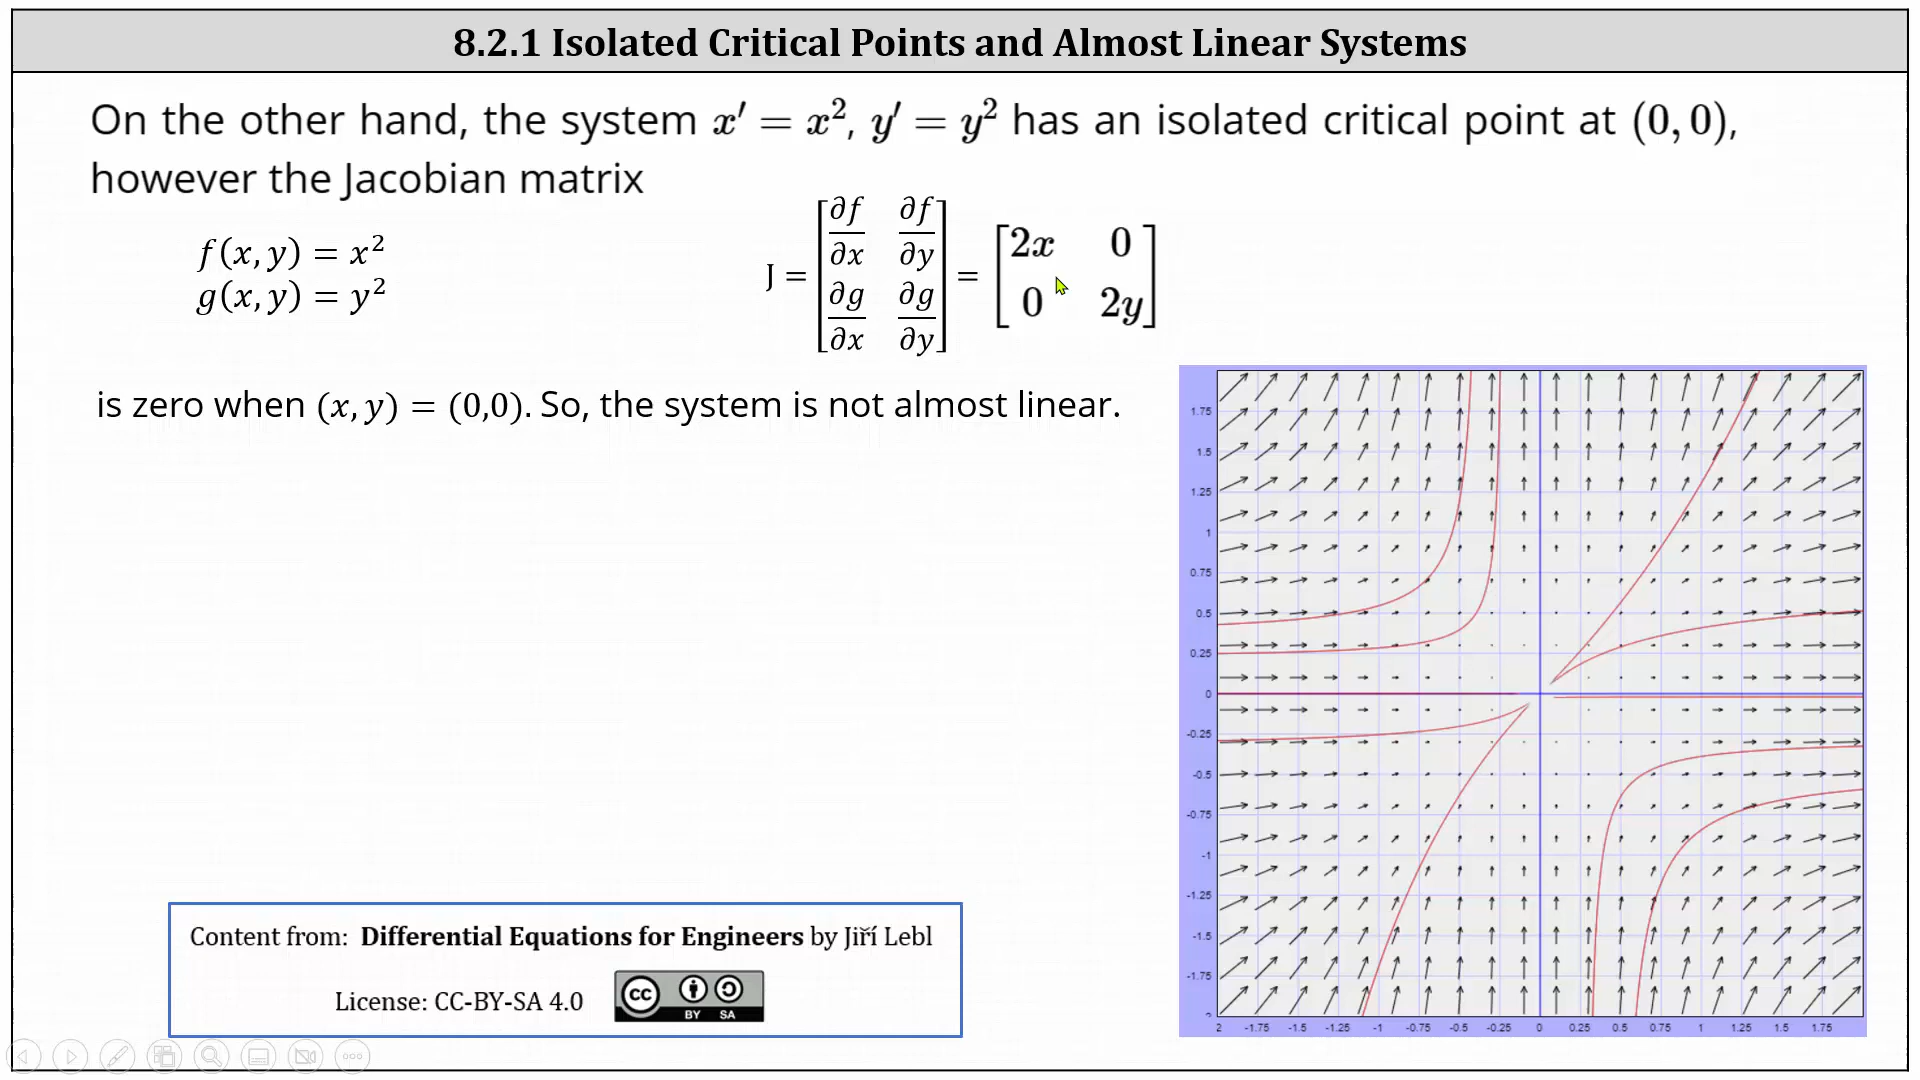 8.2.1 Isolated Critical Points and Almost Linear Systems
On the other hand, the system x′ = x², y′ = y² has an isolated critical point at (0, 0),
however the Jacobian matrix
f(x, y) = x²
g(x, y) = y²
J = [∂f/∂x ∂f/∂y; ∂g/∂x ∂g/∂y] = [2x 0; 0 2y]
is zero when (x, y) = (0,0). So, the system is not almost linear.
1.75
1.5
1.25
1
0.75
0.5
0.25
0
-0.25
-0.5
-0.75
-1
-1.25
-1.5
-1.75
2 -1.75 -1.5 -1.25 -1 -0.75 -0.5 -0.25 0 0.25 0.5 0.75 1 1.25 1.5 1.75
Content from: Differential Equations for Engineers by Jiří Lebl
License: CC-BY-SA 4.0
cc BY SA